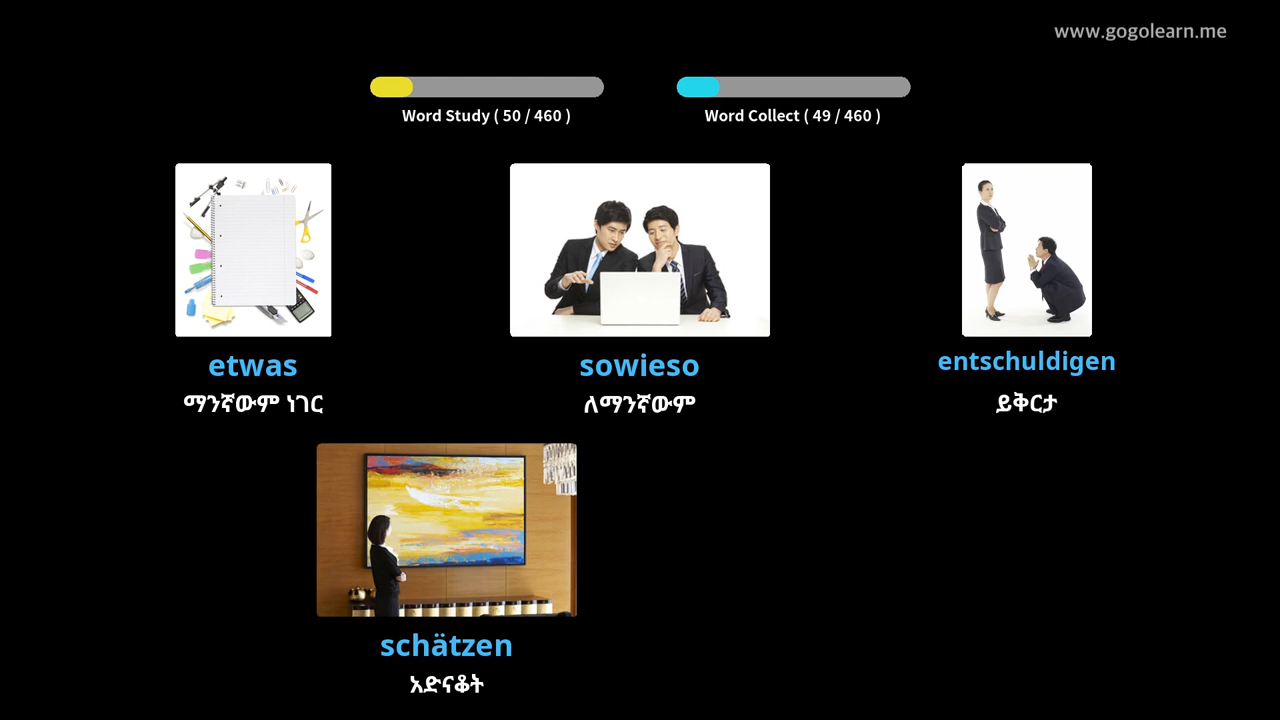 www.gogolearn.me
Word Study ( 50 / 460 )
Word Collect ( 49 / 460 )
etwas
ማንኛውም ነገር
sowieso
ለማንኛውም
entschuldigen
ይቅርታ
schätzen
አድናቆት